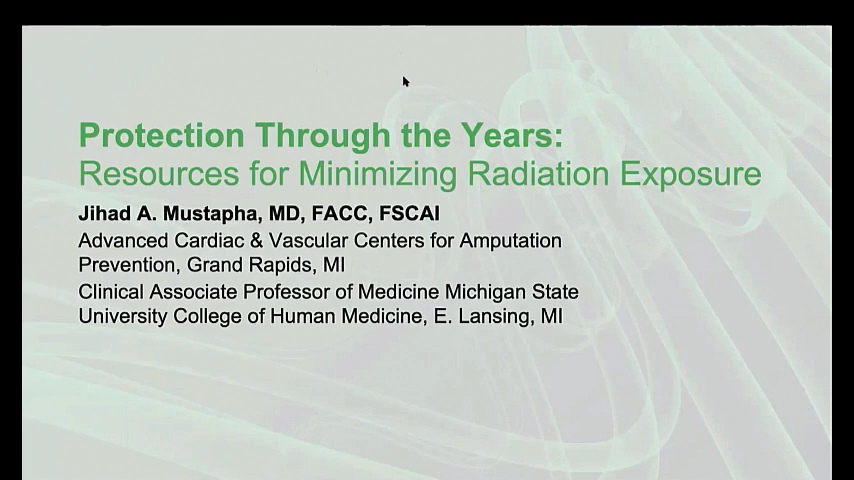 Protection Through the Years:
Resources for Minimizing Radiation Exposure
Jihad A. Mustapha, MD, FACC, FSCAI
Advanced Cardiac & Vascular Centers for Amputation
Prevention, Grand Rapids, MI
Clinical Associate Professor of Medicine Michigan State
University College of Human Medicine, E. Lansing, MI